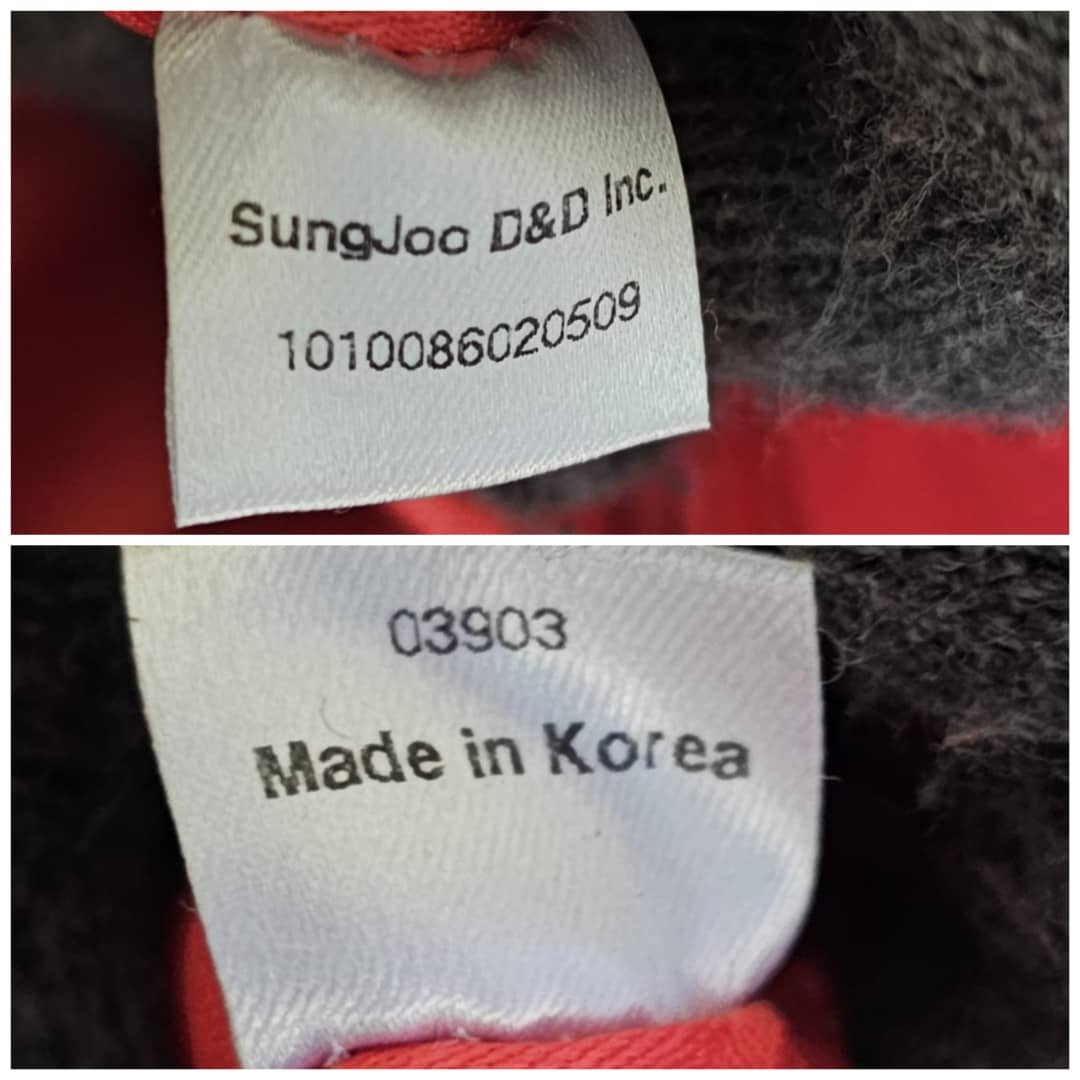 SungJoo D&D Inc.
1010086020509
03903
Made in Korea